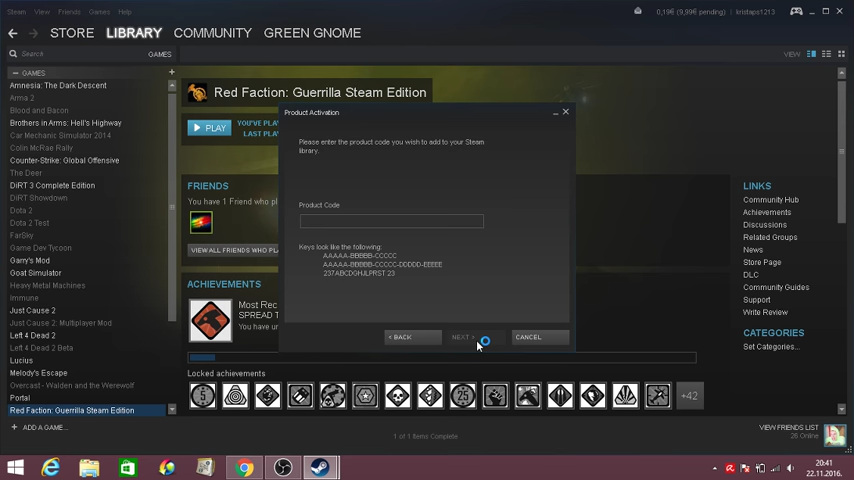 Steam View Friends Games Help
0,19€ (9,99€ pending) kristaps1213
STORE LIBRARY COMMUNITY GREEN GNOME
Search GAMES VIEW
GAMES
Amnesia: The Dark Descent
Arma 2
Blood and Bacon
Brothers in Arms: Hell's Highway
Car Mechanic Simulator 2014
Colin McRae Rally
Counter-Strike: Global Offensive
The Deer
DiRT 3 Complete Edition
DiRT Showdown
Dota 2
Dota 2 Test
FarSky
Game Dev Tycoon
Garry's Mod
Goat Simulator
Heavy Metal Machines
Immune
Just Cause 2
Just Cause 2: Multiplayer Mod
Left 4 Dead 2
Left 4 Dead 2 Beta
Lucius
Melody's Escape
Overcast - Walden and the Werewolf
Portal
Red Faction: Guerrilla Steam Edition
ADD A GAME...
Red Faction: Guerrilla Steam Edition
PLAY
YOU'VE PLA
LAST PLA
FRIENDS
You have 1 Friend who pl
VIEW ALL FRIENDS WHO PL
ACHIEVEMENTS
Most Rec
SPREAD T
You have un
Locked achievements
+42
Product Activation
Please enter the product code you wish to add to your Steam
library.
Product Code
Keys look like the following:
AAAAA-BBBBB-CCCCC
AAAAA-BBBBB-CCCCC-DDDDD-EEEEE
237ABCDGHJLPRST 23
< BACK NEXT > CANCEL
LINKS
Community Hub
Achievements
Discussions
Related Groups
News
Store Page
DLC
Community Guides
Support
Write Review
CATEGORIES
Set Categories...
1 of 1 Items Complete
VIEW FRIENDS LIST
26 Online
20:41
22.11.2016.